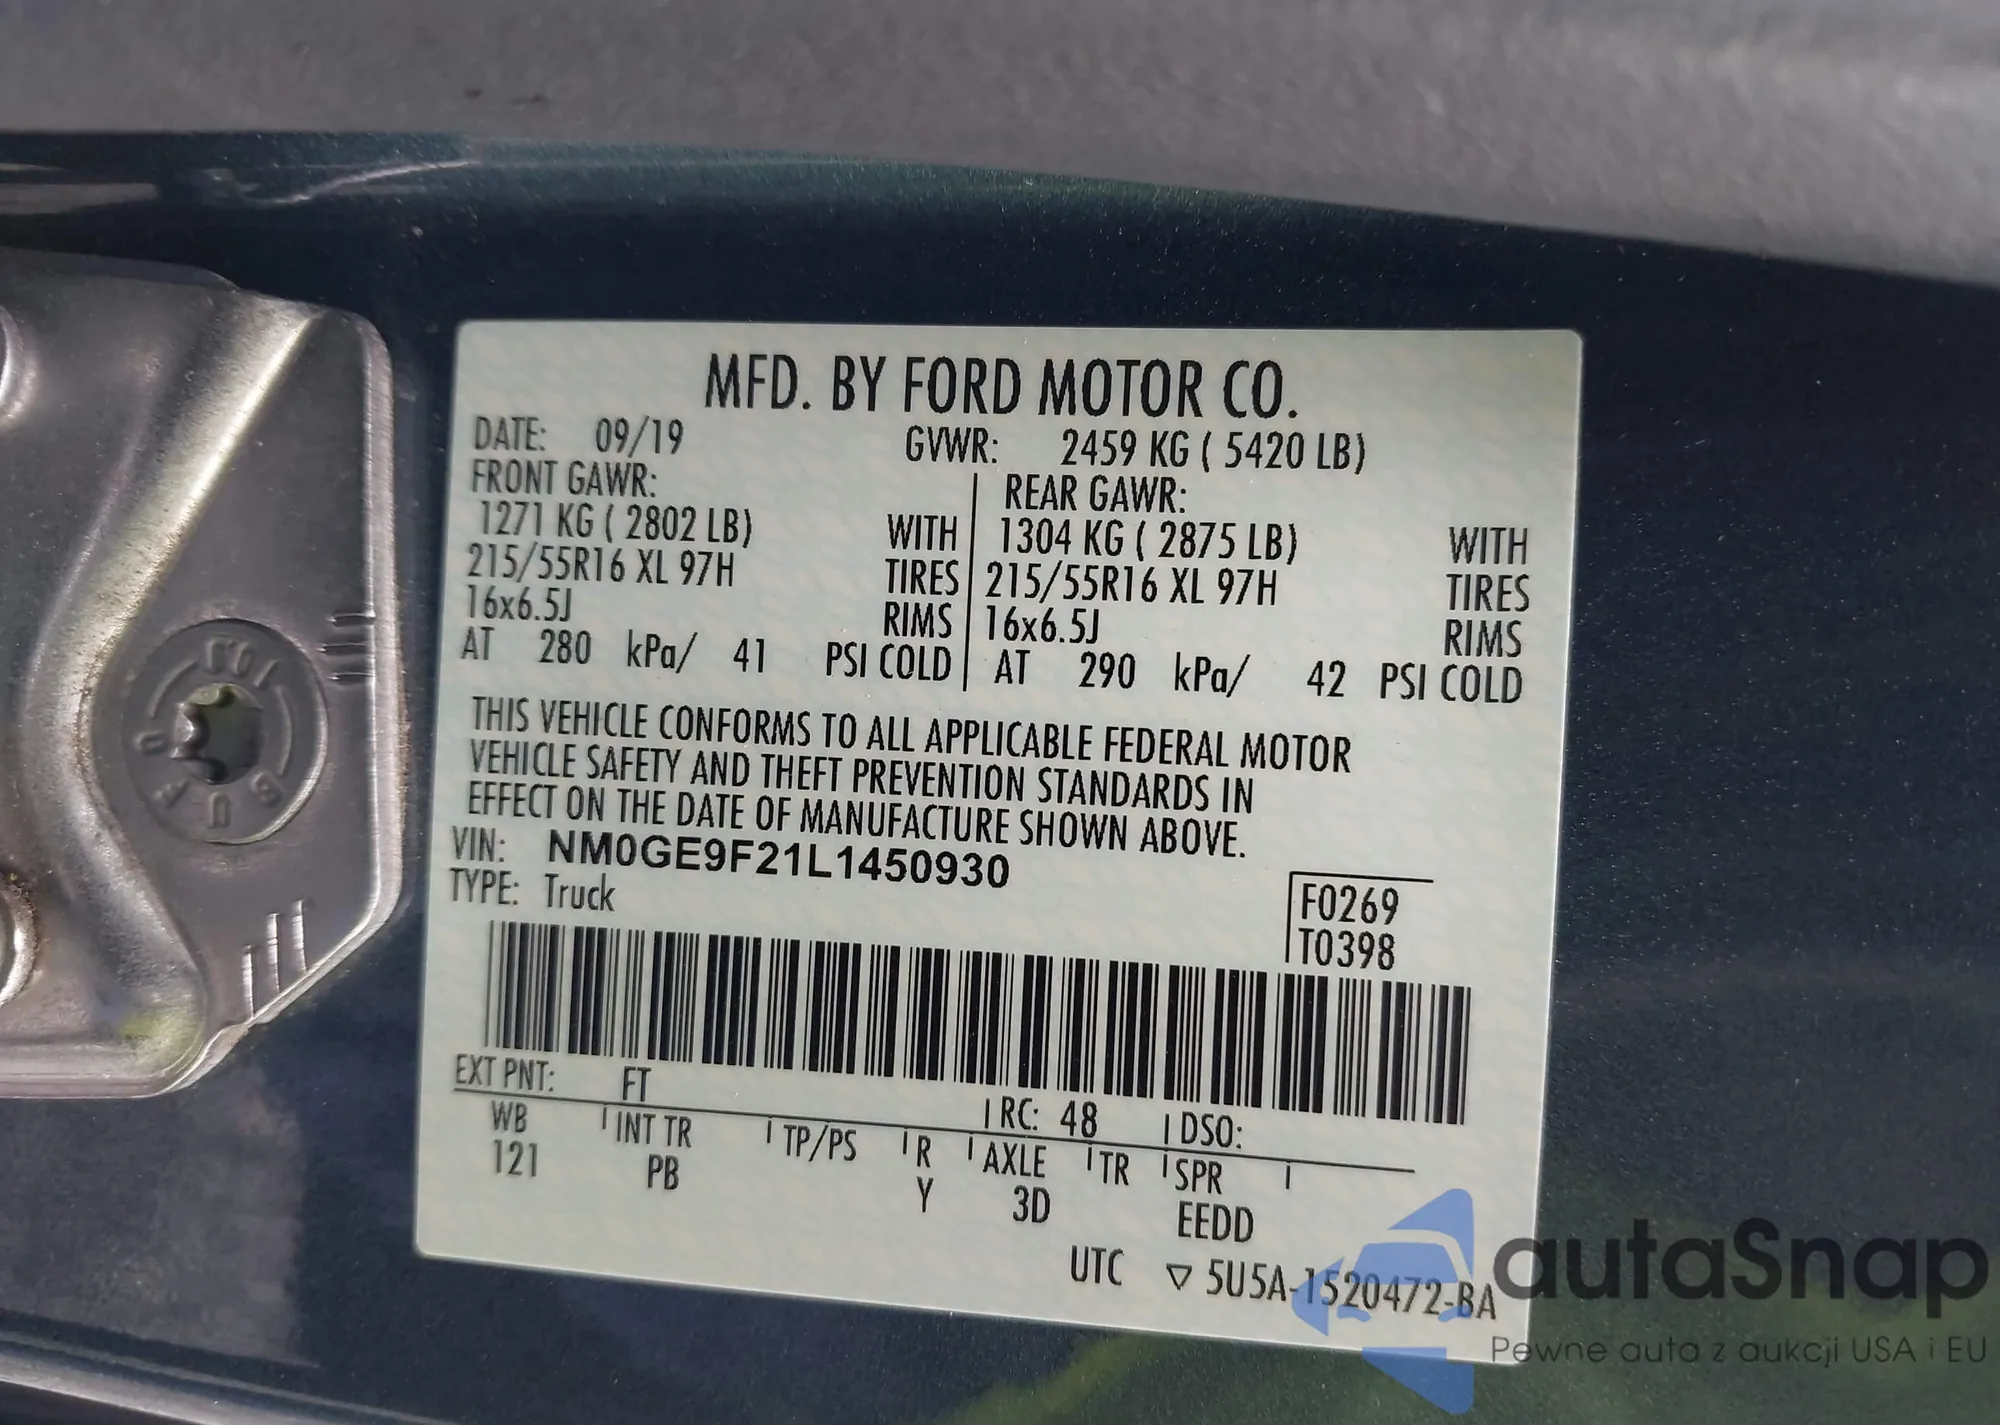 MFD. BY FORD MOTOR CO.
DATE: 09/19 GVWR: 2459 KG ( 5420 LB)
FRONT GAWR: REAR GAWR:
1271 KG ( 2802 LB) WITH 1304 KG ( 2875 LB) WITH
215/55R16 XL 97H TIRES 215/55R16 XL 97H TIRES
16x6.5J RIMS 16x6.5J RIMS
AT 280 kPa/ 41 PSI COLD AT 290 kPa/ 42 PSI COLD
THIS VEHICLE CONFORMS TO ALL APPLICABLE FEDERAL MOTOR
VEHICLE SAFETY AND THEFT PREVENTION STANDARDS IN
EFFECT ON THE DATE OF MANUFACTURE SHOWN ABOVE.
VIN: NM0GE9F21L1450930
TYPE: Truck
F0269
T0398
EXT PNT: FT RC: 48 DSO:
WB INT TR TP/PS R AXLE TR SPR
121 PB Y 3D EEDD
UTC ▽ 5U5A-1520472-BA
autaSnap
Pewne auta z aukcji USA i EU